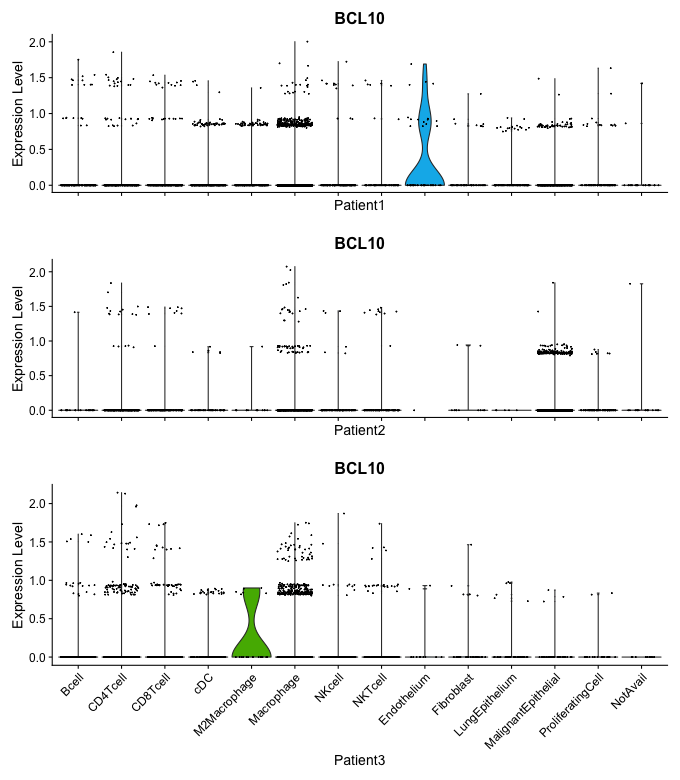 BCL10
Expression Level
2.0
1.5
1.0
0.5
0.0
Patient1
BCL10
Expression Level
2.0
1.5
1.0
0.5
0.0
Patient2
BCL10
Expression Level
2.0
1.5
1.0
0.5
0.0
Bcell
CD4Tcell
CD8Tcell
cDC
M2Macrophage
Macrophage
NKcell
NKTcell
Endothelium
Fibroblast
LungEpithelium
MalignantEpithelial
ProliferatingCell
NotAvail
Patient3